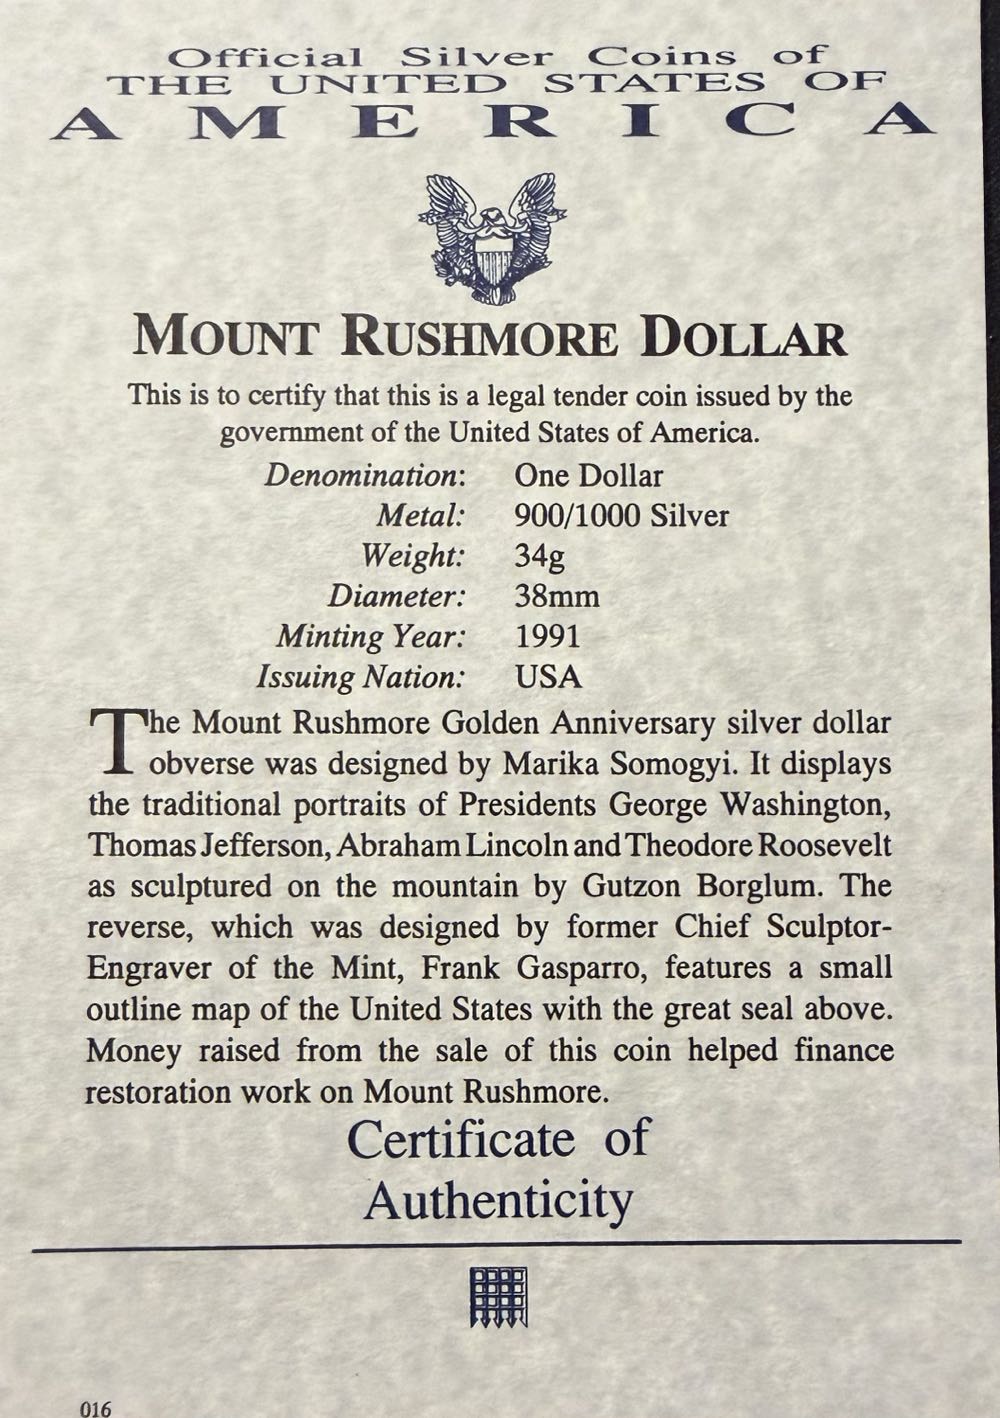 Official Silver Coins of
THE UNITED STATES OF
AMERICA
MOUNT RUSHMORE DOLLAR
This is to certify that this is a legal tender coin issued by the
government of the United States of America.
Denomination: One Dollar
Metal: 900/1000 Silver
Weight: 34g
Diameter: 38mm
Minting Year: 1991
Issuing Nation: USA
The Mount Rushmore Golden Anniversary silver dollar
obverse was designed by Marika Somogyi. It displays
the traditional portraits of Presidents George Washington,
Thomas Jefferson, Abraham Lincoln and Theodore Roosevelt
as sculptured on the mountain by Gutzon Borglum. The
reverse, which was designed by former Chief Sculptor-
Engraver of the Mint, Frank Gasparro, features a small
outline map of the United States with the great seal above.
Money raised from the sale of this coin helped finance
restoration work on Mount Rushmore.
Certificate of
Authenticity
016